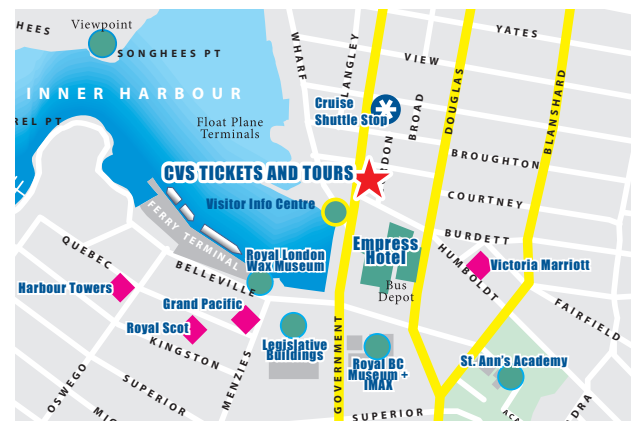 HEES
Viewpoint
SONGHEES PT
INNER HARBOUR
REL PT
Float Plane
Terminals
WHARF
LANGLEY
YATES
VIEW
Cruise
Shuttle Stop
BROAD
DOUGLAS
BLANSHARD
BROUGHTON
CVS TICKETS AND TOURS
COURTNEY
Visitor Info Centre
BURDETT
FERRY TERMINAL
QUEBEC
Royal London
Wax Museum
Empress
Hotel
HUMBOLDT
Victoria Marriott
BELLEVILLE
Harbour Towers
Bus
Depot
Grand Pacific
FAIRFIELD
Royal Scot
KINGSTON
Legislative
Buildings
GOVERNMENT
Royal BC
Museum +
IMAX
St. Ann's Academy
OSWEGO
SUPERIOR
MENZIES
SUPERIOR